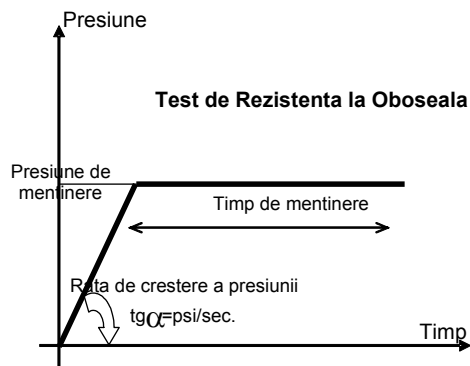 Presiune
Test de Rezistenta la Oboseala
Presiune de
mentinere
Timp de mentinere
Rata de crestere a presiunii
tgα=psi/sec.
Timp